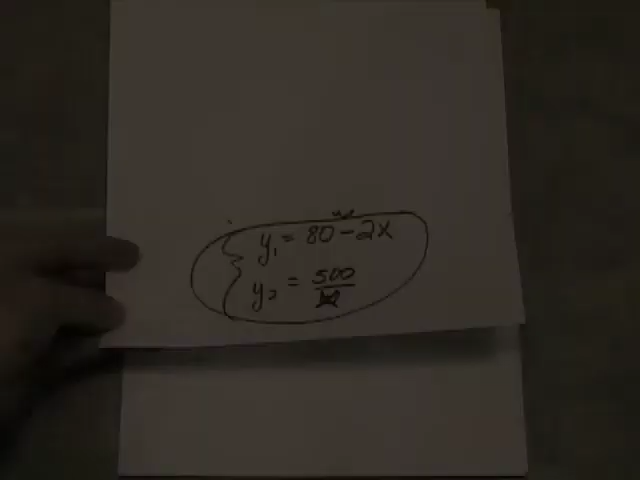 y₁ = 80 - 2x
y₂ = 500/